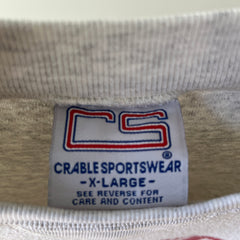 CS
®
CRABLE SPORTSWEAR
-X-LARGE-
SEE REVERSE FOR
CARE AND CONTENT